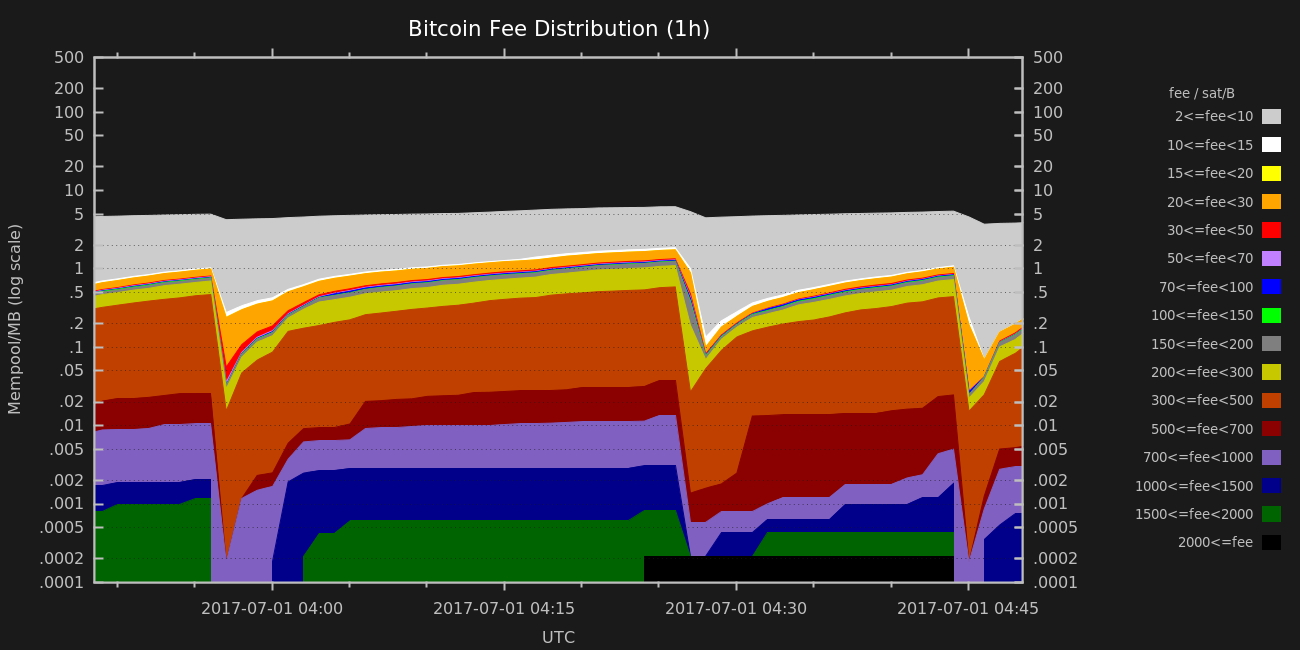 Bitcoin Fee Distribution (1h)
500 500
200 200
100 100
50 50
20 20
10 10
5 5
2 2
1 1
.5 .5
.2 .2
.1 .1
.05 .05
.02 .02
.01 .01
.005 .005
.002 .002
.001 .001
.0005 .0005
.0002 .0002
.0001 .0001
Mempool/MB (log scale)
2017-07-01 04:00 2017-07-01 04:15 2017-07-01 04:30 2017-07-01 04:45
UTC
fee / sat/B
2<=fee<10
10<=fee<15
15<=fee<20
20<=fee<30
30<=fee<50
50<=fee<70
70<=fee<100
100<=fee<150
150<=fee<200
200<=fee<300
300<=fee<500
500<=fee<700
700<=fee<1000
1000<=fee<1500
1500<=fee<2000
2000<=fee